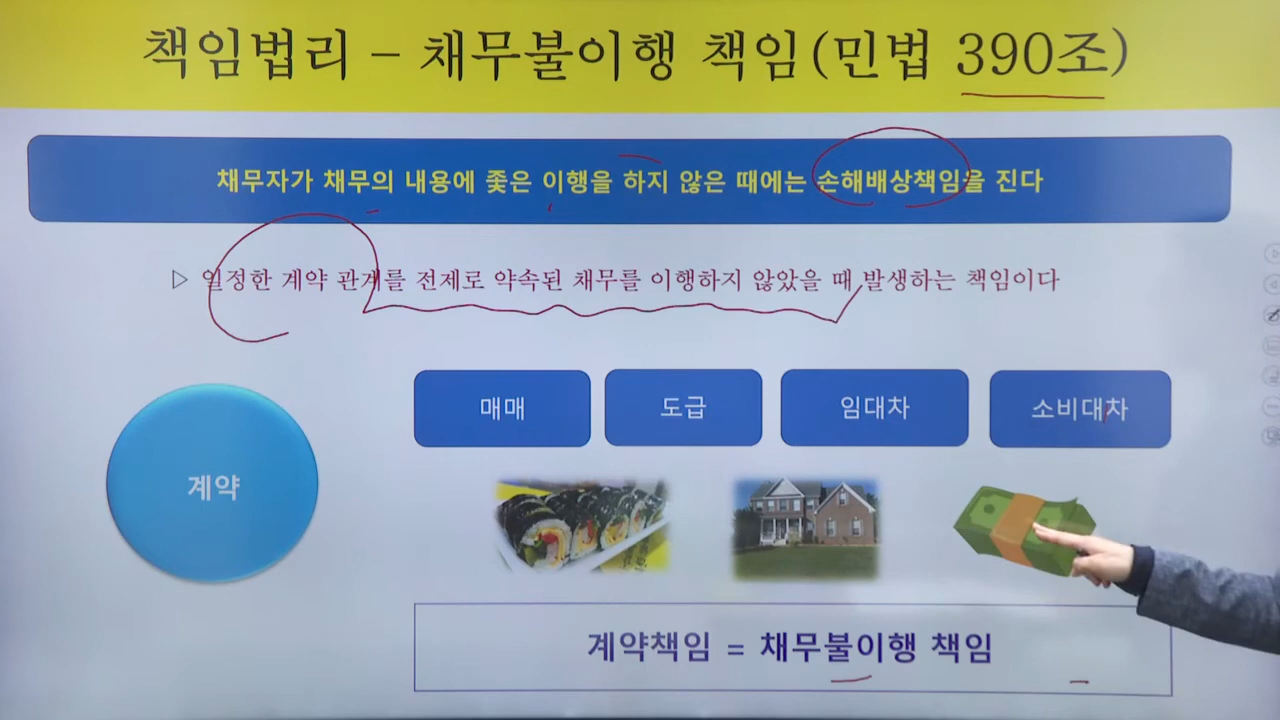 책임법리 – 채무불이행 책임(민법 390조)
채무자가 채무의 내용에 좇은 이행을 하지 않은 때에는 손해배상책임을 진다
▷ 일정한 계약 관계를 전제로 약속된 채무를 이행하지 않았을 때 발생하는 책임이다
매매 도급 임대차 소비대차
계약
계약책임 = 채무불이행 책임